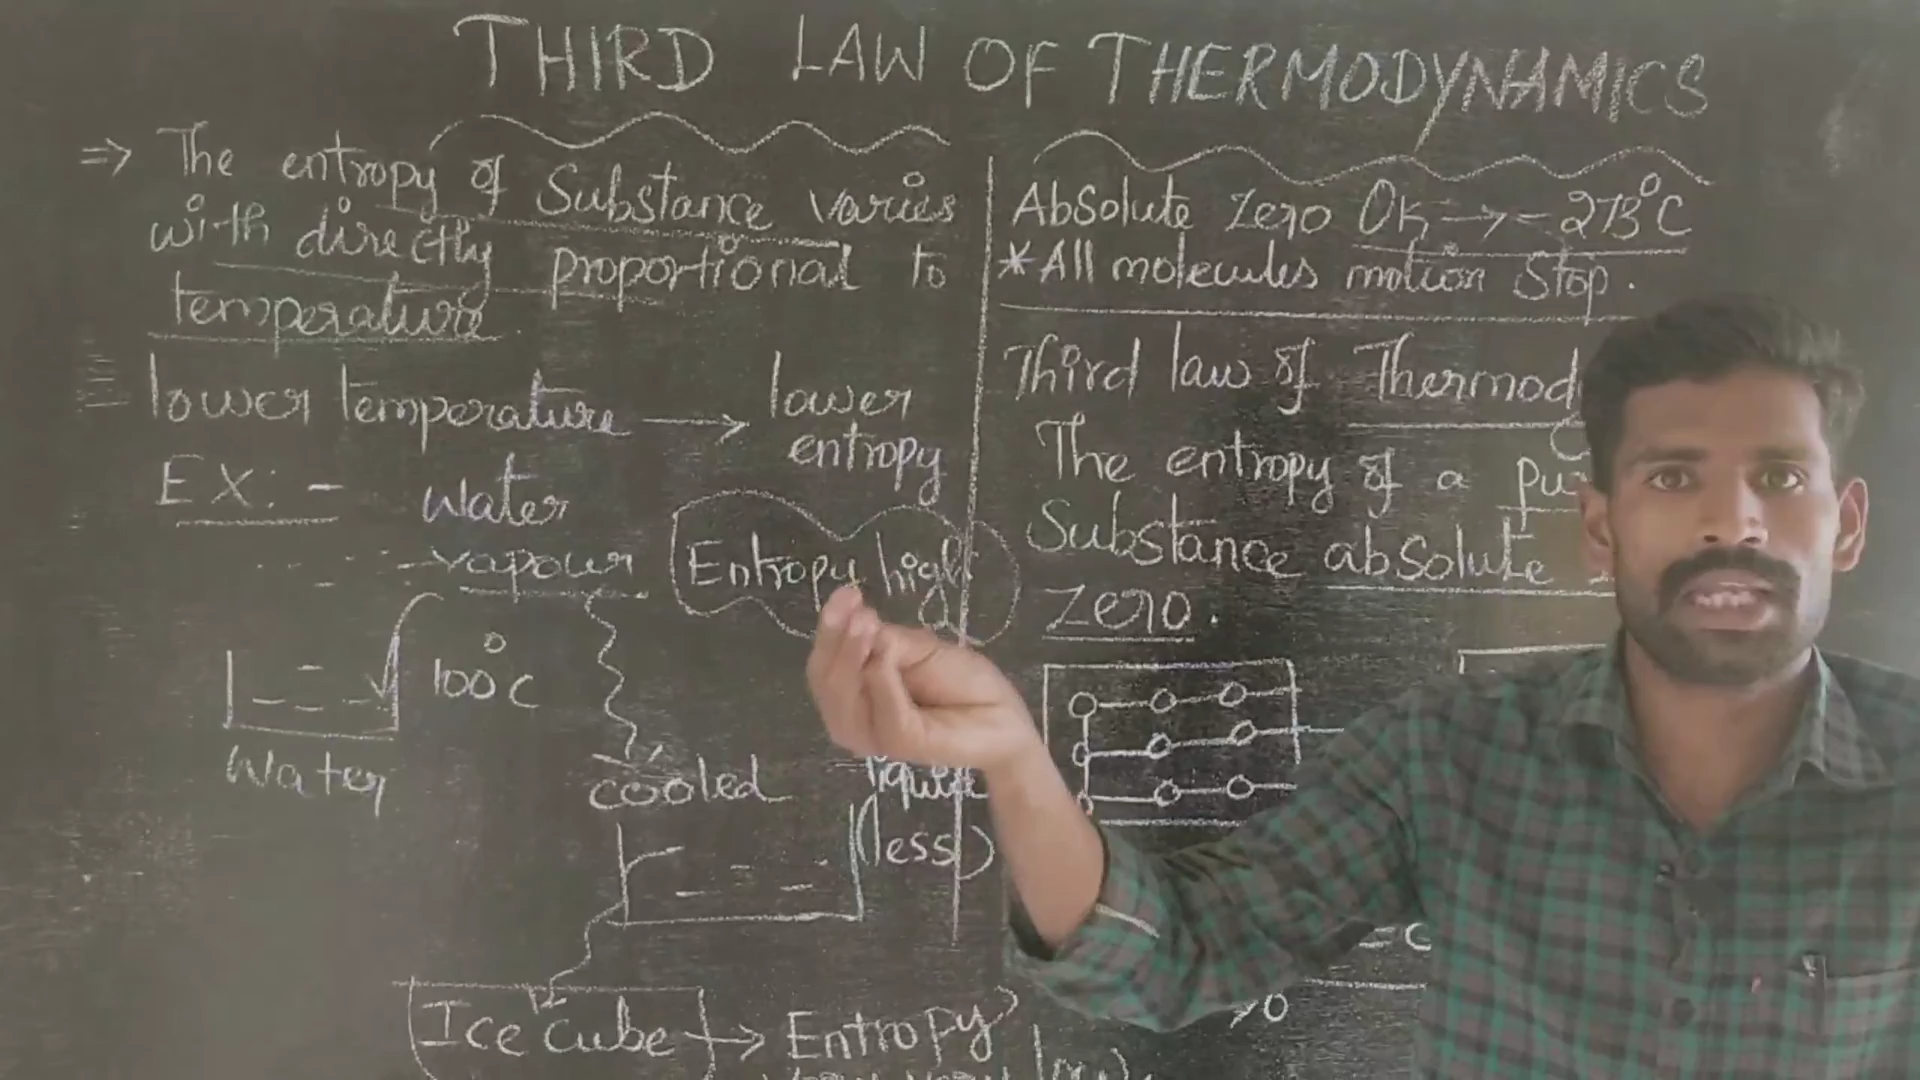 THIRD LAW OF THERMODYNAMICS
⇒ The entropy of Substance varies
with directly proportional to
temperature.
lower temperature → lower
entropy
EX:- Water
vapour
Entropy high
100°C
Water
cooled
liquid
(less)
Ice cube → Entropy
Absolute Zero 0K → -273°C
*All molecules motion Stop.
Third law of
The entropy of a
Substance absolute
Zero.